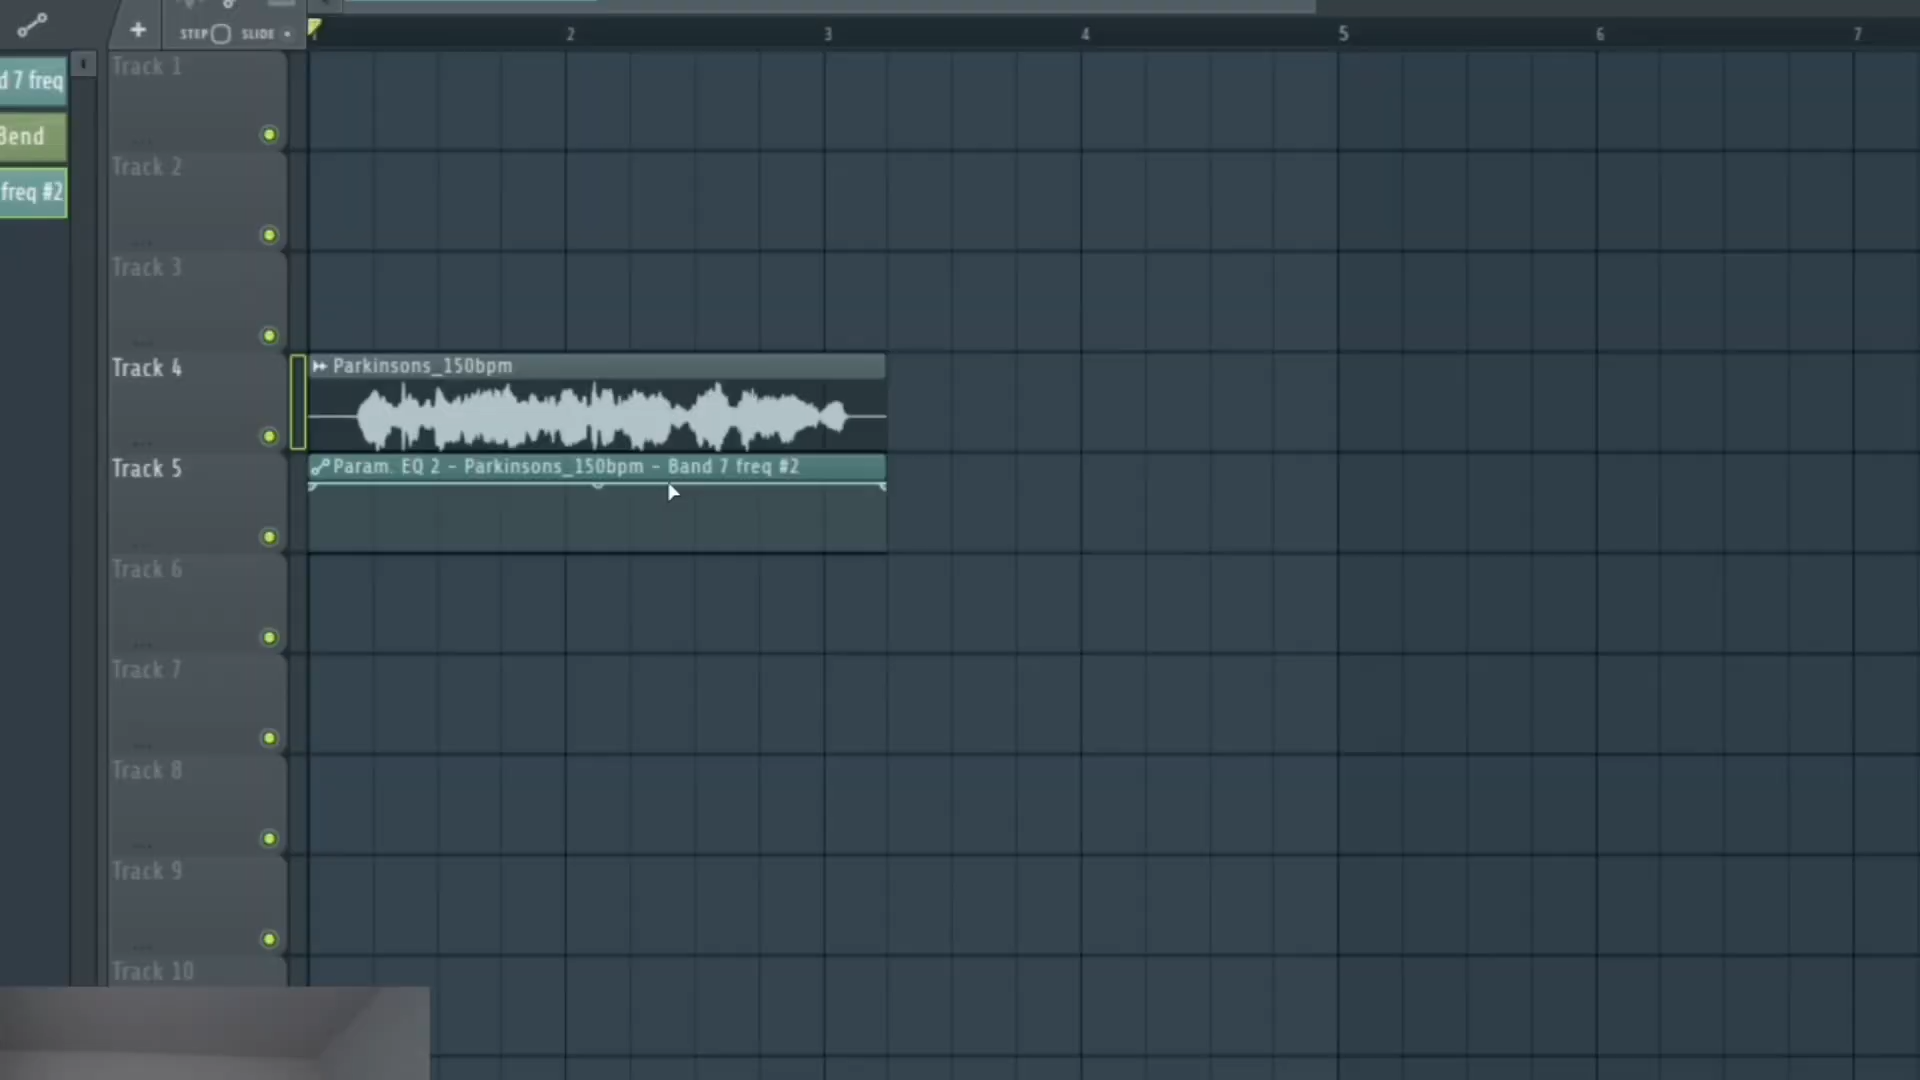 STEP SLIDE
2 3 4 5 6 7
d 7 freq
Bend
freq #2
Track 1
Track 2
Track 3
Track 4
Parkinsons_150bpm
Track 5
Param. EQ 2 - Parkinsons_150bpm - Band 7 freq #2
Track 6
Track 7
Track 8
Track 9
Track 10